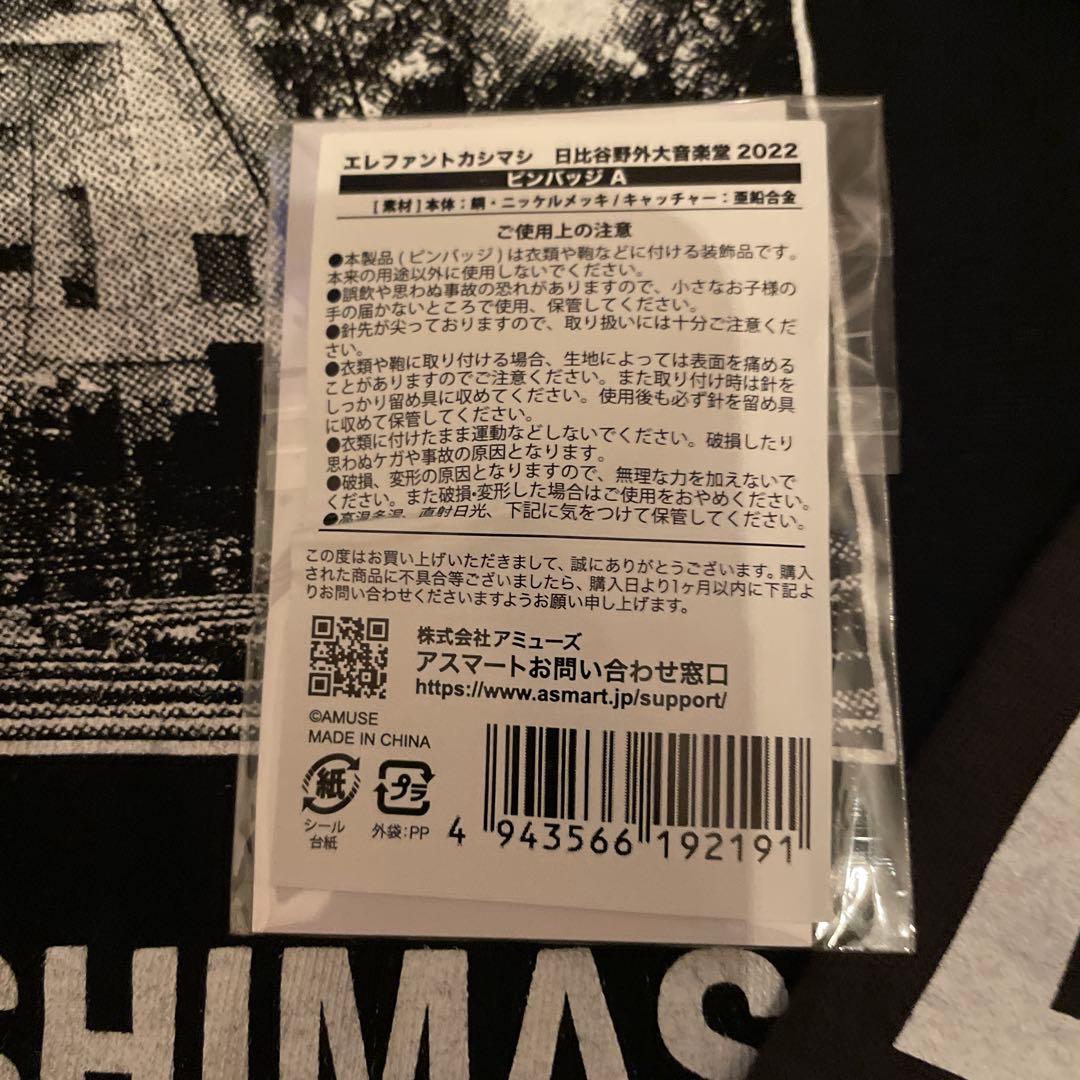 エレファントカシマシ 日比谷野外大音楽堂 2022
ピンバッジ A
[ 素材 ] 本体：銅・ニッケルメッキ / キャッチャー：亜鉛合金
ご使用上の注意
●本製品 ( ピンバッジ ) は衣類や鞄などに付ける装飾品です。
本来の用途以外に使用しないでください。
●誤飲や思わぬ事故の恐れがありますので、小さなお子様の
手の届かないところで使用、保管してください。
●針先が尖っておりますので、取り扱いには十分ご注意くだ
さい。
●衣類や鞄に取り付ける場合、生地によっては表面を痛める
ことがありますのでご注意ください。また取り付け時は針を
しっかり留め具に収めてください。使用後も必ず針を留め具
に収めて保管してください。
●衣類に付けたまま運動などしないでください。破損したり
思わぬケガや事故の原因となります。
●破損、変形の原因となりますので、無理な力を加えないで
ください。また破損・変形した場合はご使用をおやめください。
●高温多湿、直射日光、下記に気をつけて保管してください。
この度はお買い上げいただきまして、誠にありがとうございます。購入
された商品に不具合等ございましたら、購入日より1ヶ月以内に下記よ
りお問い合わせくださいますようお願い申し上げます。
株式会社アミューズ
アスマートお問い合わせ窓口
https://www.asmart.jp/support/
©AMUSE
MADE IN CHINA
紙
シール
台紙
プラ
外袋：PP
4 943566 192191
SHIMAS